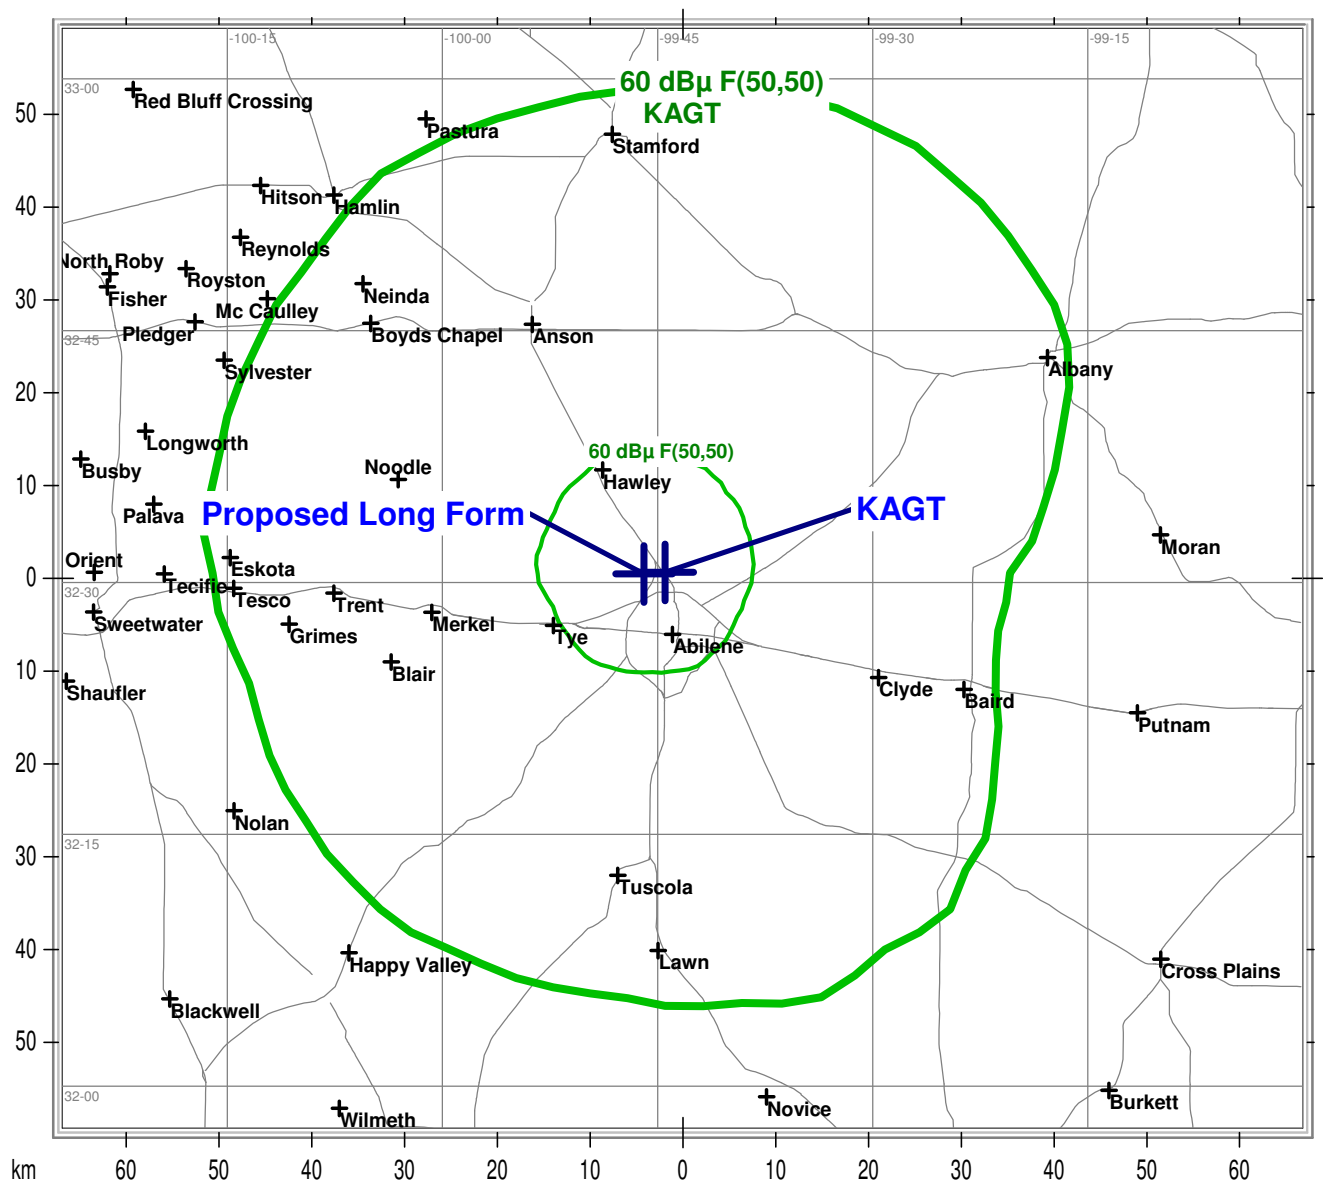 -100-15
-100-00
-99-45
-99-30
-99-15
60 dBµ F(50,50)
KAGT
33-00
Red Bluff Crossing
50
Pastura
Stamford
Hitson
Hamlin
40
Reynolds
North Roby
Royston
Fisher
Neinda
30
Mc Caulley
Pledger
Boyds Chapel
Anson
32-45
Sylvester
Albany
20
Longworth
60 dBµ F(50,50)
Busby
Noodle
Hawley
10
Palava
Proposed Long Form
KAGT
Moran
Orient
Eskota
0
Tecifie
32-30
Tesco
Trent
Sweetwater
Grimes
Merkel
Tye
Abilene
10
Shaufler
Blair
Clyde
Baird
Putnam
20
Nolan
32-15
30
Tuscola
40
Happy Valley
Lawn
Cross Plains
Blackwell
50
32-00
Wilmeth
Novice
Burkett
km
60
50
40
30
20
10
0
10
20
30
40
50
60